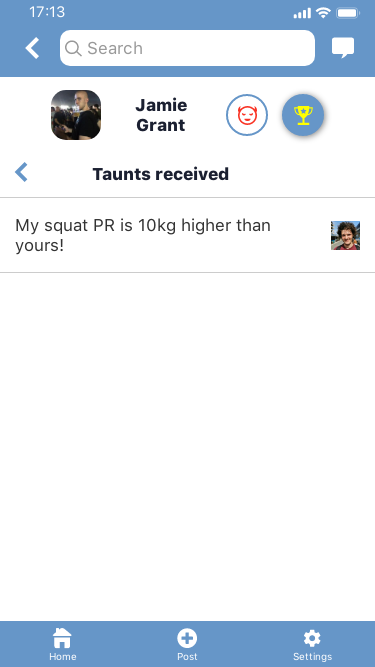 17:13
Search
Jamie
Grant
Taunts received
My squat PR is 10kg higher than
yours!
Home
Post
Settings